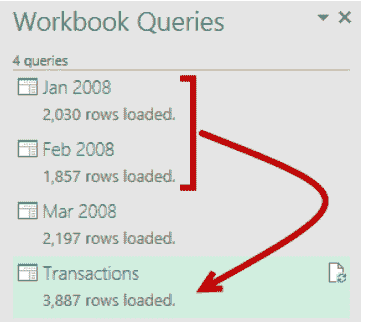 Workbook Queries
4 queries
Jan 2008
2,030 rows loaded.
Feb 2008
1,857 rows loaded.
Mar 2008
2,197 rows loaded.
Transactions
3,887 rows loaded.